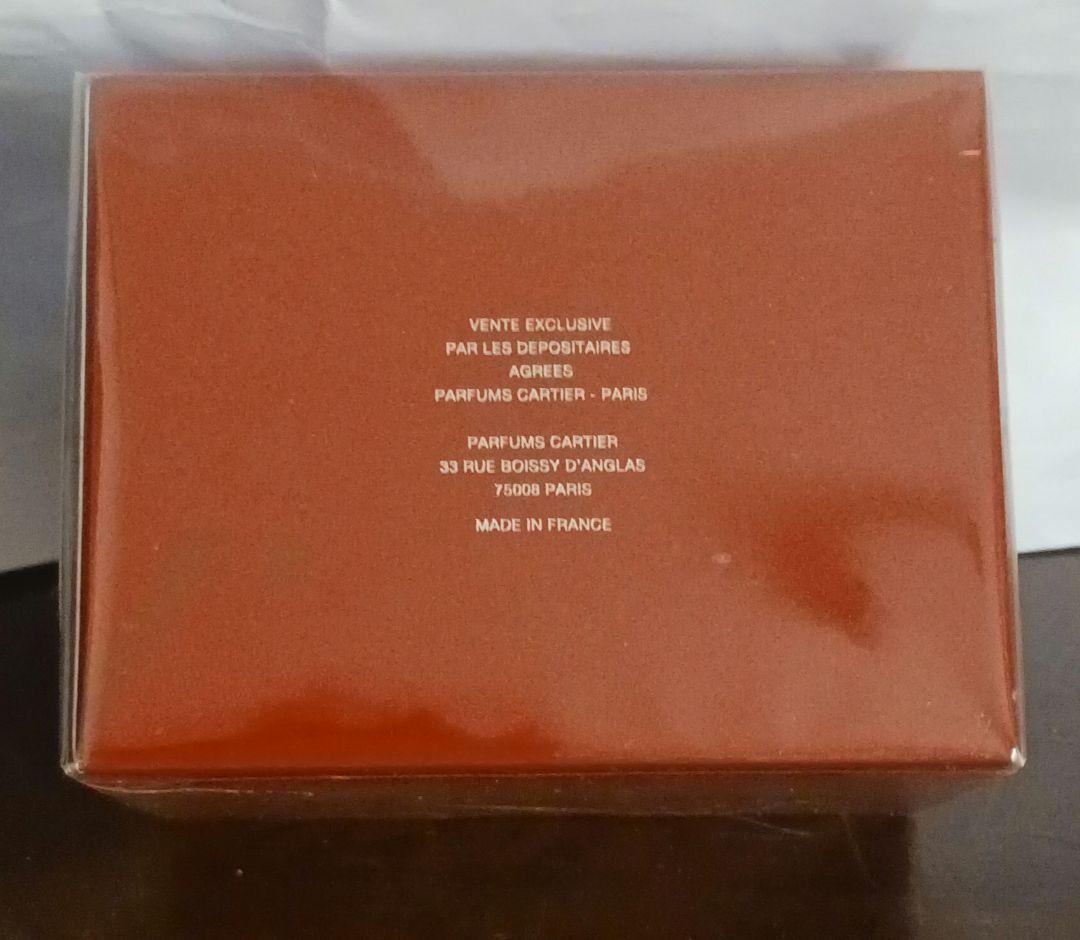 VENTE EXCLUSIVE
PAR LES DEPOSITAIRES
AGREES
PARFUMS CARTIER - PARIS
PARFUMS CARTIER
33 RUE BOISSY D'ANGLAS
75008 PARIS
MADE IN FRANCE